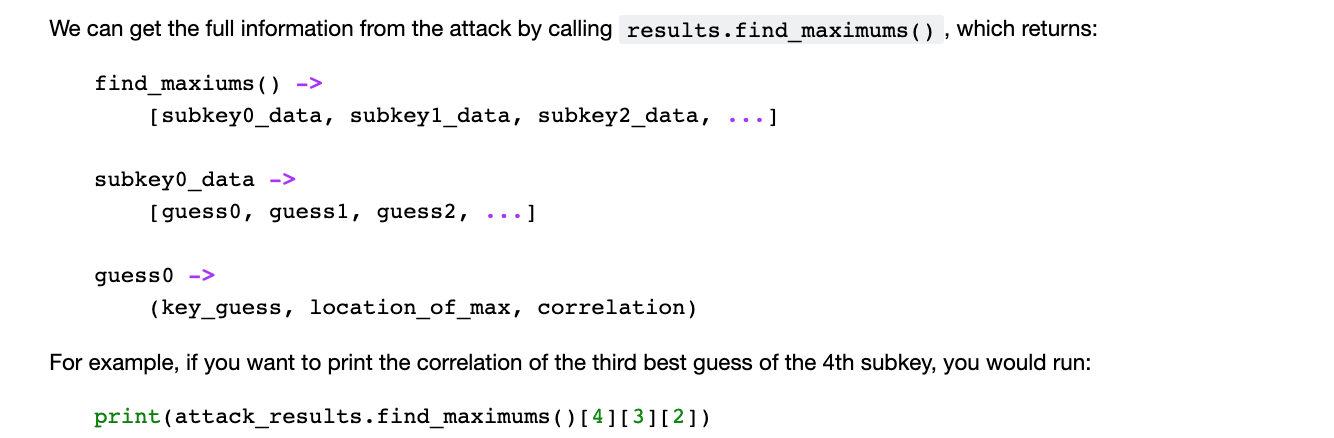 We can get the full information from the attack by calling results.find_maximums() , which returns:
find_maxiums() ->
[subkey0_data, subkey1_data, subkey2_data, ...]
subkey0_data ->
[guess0, guess1, guess2, ...]
guess0 ->
(key_guess, location_of_max, correlation)
For example, if you want to print the correlation of the third best guess of the 4th subkey, you would run:
print(attack_results.find_maximums()[4][3][2])